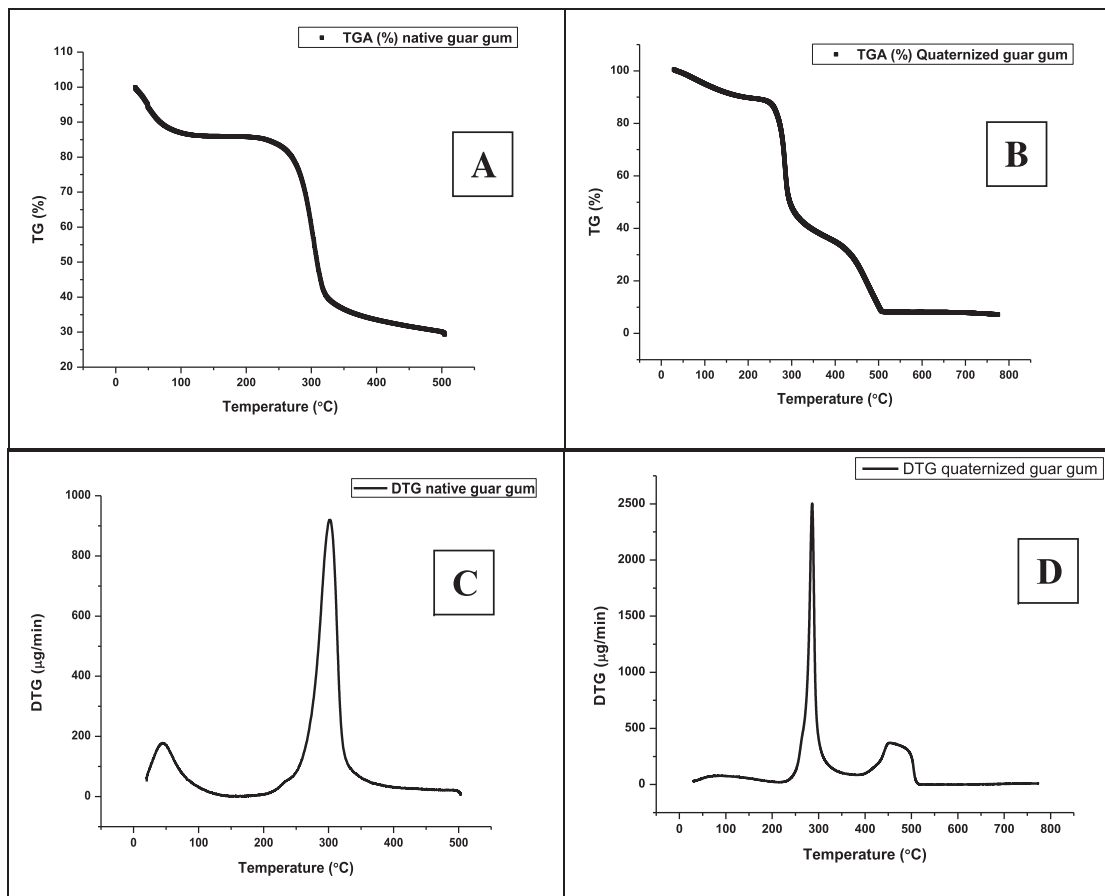 TGA (%) native guar gum
110
100
90
80
70
60
50
40
30
20
TG (%)
0 100 200 300 400 500
Temperature (°C)
A
TGA (%) Quaternized guar gum
100
80
60
40
20
0
TG (%)
0 100 200 300 400 500 600 700 800
Temperature (°C)
B
DTG native guar gum
1000
800
600
400
200
0
DTG (μg/min)
0 100 200 300 400 500
Temperature (°C)
C
DTG quaternized guar gum
2500
2000
1500
1000
500
0
DTG (μg/min)
0 100 200 300 400 500 600 700 800
Temperature (°C)
D